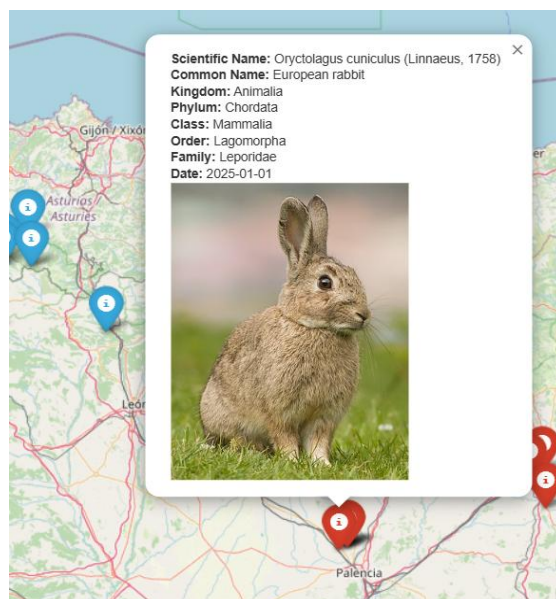 Scientific Name: Oryctolagus cuniculus (Linnaeus, 1758)
Common Name: European rabbit
Kingdom: Animalia
Phylum: Chordata
Class: Mammalia
Order: Lagomorpha
Family: Leporidae
Date: 2025-01-01
Gijón / Xixón
Asturias /
Asturies
León
Palencia